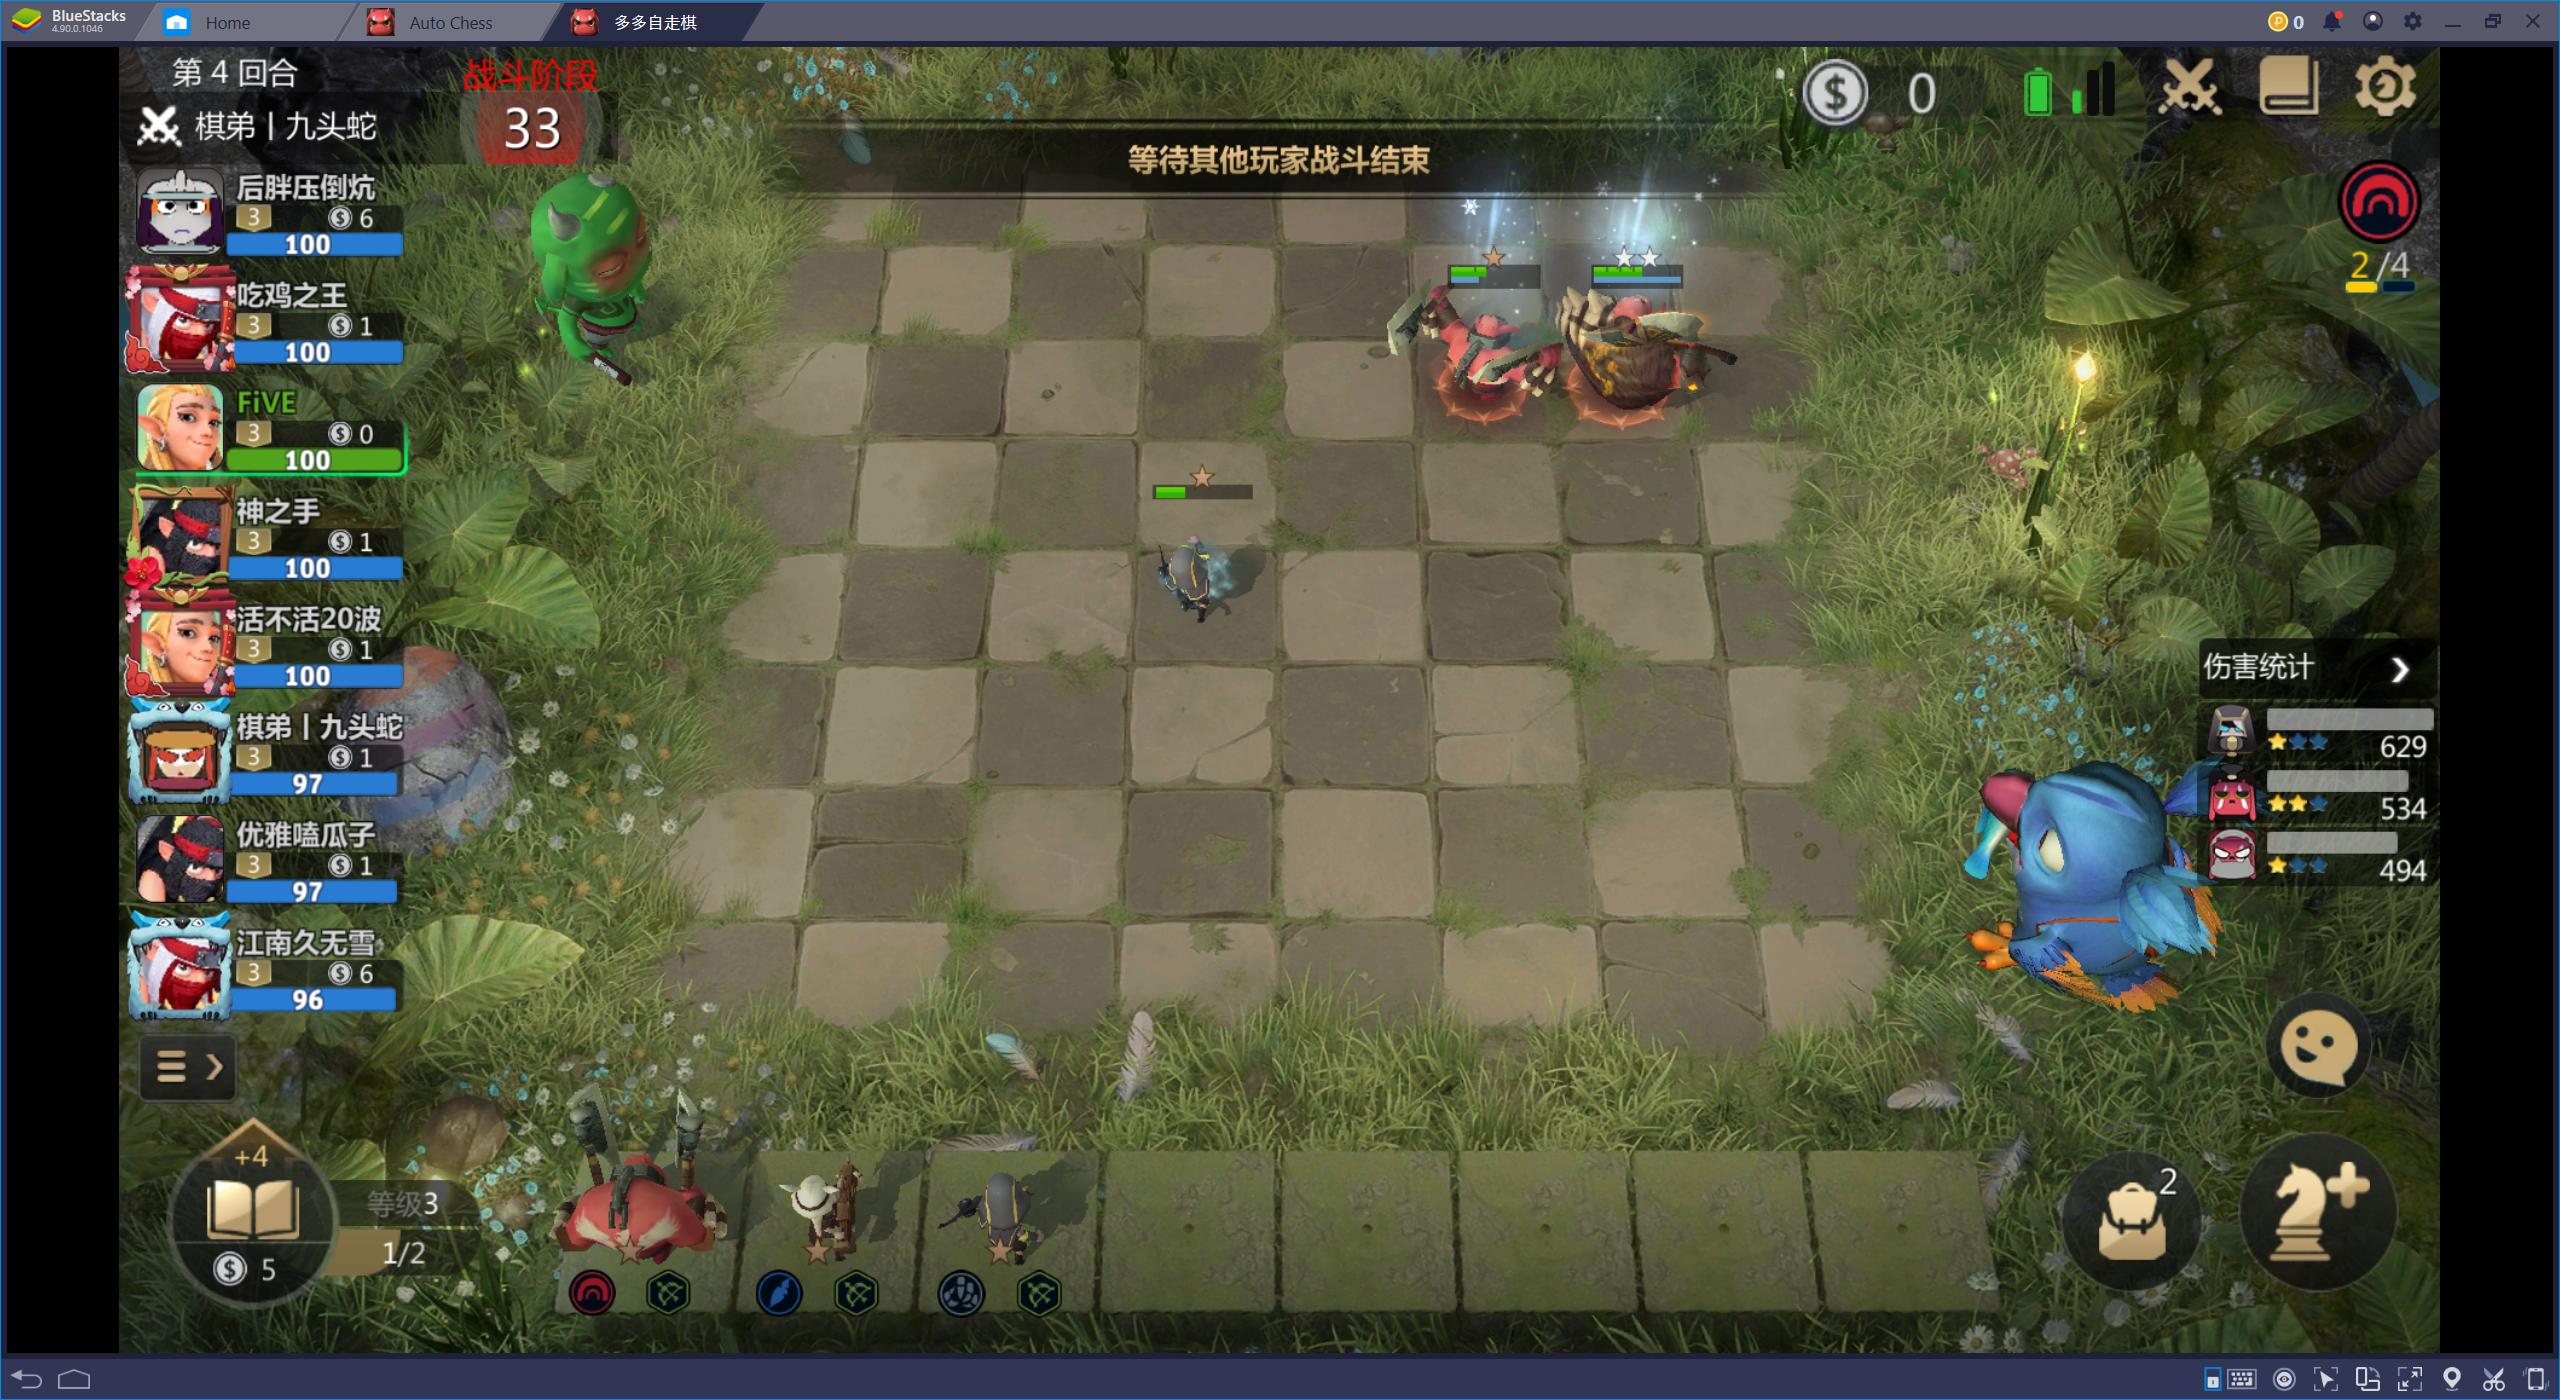 BlueStacks
4.90.0.1046
Home
Auto Chess
多多自走棋
0
第 4 回合
战斗阶段
棋弟丨九头蛇
33
等待其他玩家战斗结束
0
2/4
后胖压倒炕
3 6
100
吃鸡之王
3 1
100
FiVE
3 0
100
神之手
3 1
100
活不活20波
3 1
100
棋弟丨九头蛇
3 1
97
优雅嗑瓜子
3 1
97
江南久无雪
3 6
96
伤害统计
629
534
494
+4
等级3
1/2
5
2